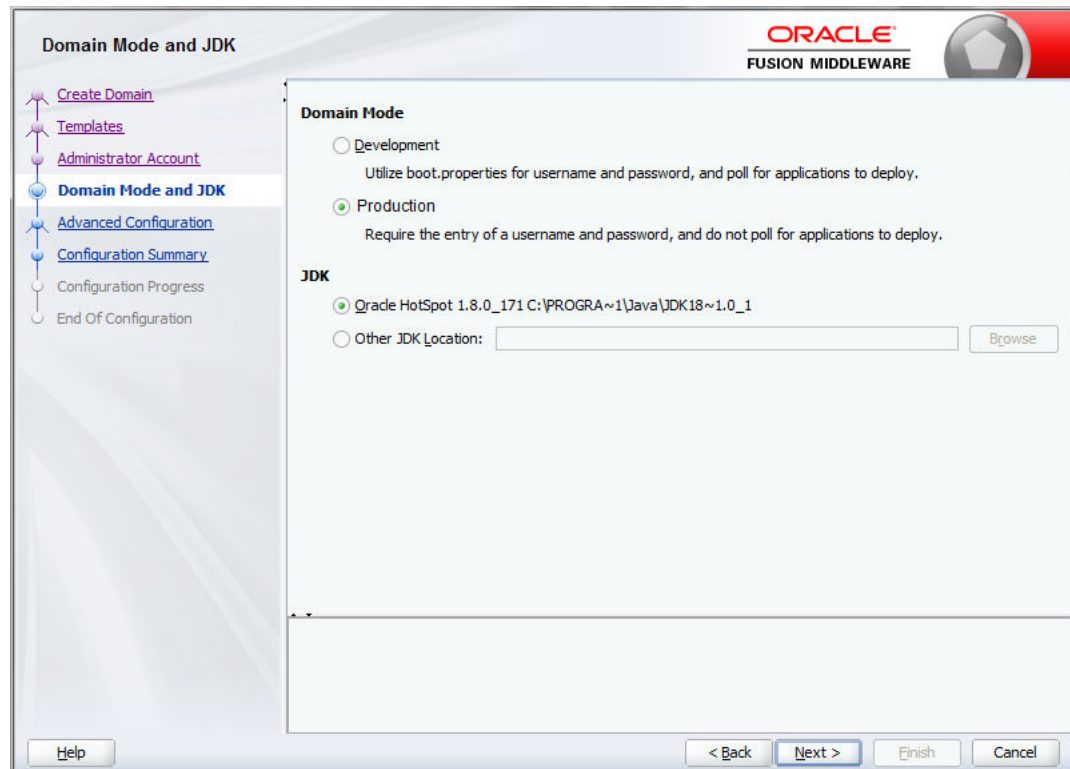 Domain Mode and JDK
ORACLE
FUSION MIDDLEWARE
Create Domain
Templates
Administrator Account
Domain Mode and JDK
Advanced Configuration
Configuration Summary
Configuration Progress
End Of Configuration
Domain Mode
Development
Utilize boot.properties for username and password, and poll for applications to deploy.
Production
Require the entry of a username and password, and do not poll for applications to deploy.
JDK
Oracle HotSpot 1.8.0_171 C:\PROGRA~1\Java\JDK18~1.0_1
Other JDK Location:
Browse
Help
< Back
Next >
Finish
Cancel